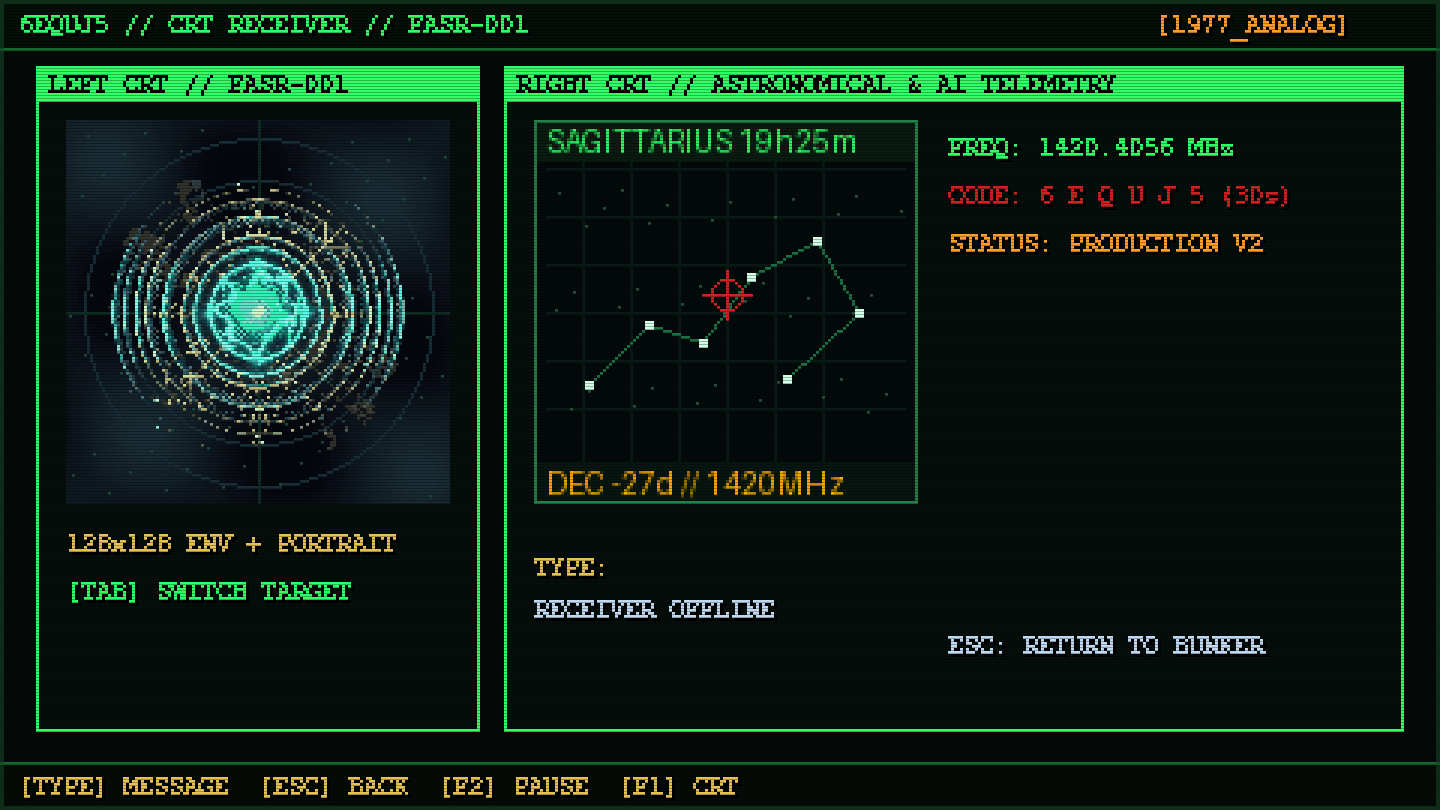 6EQUJ5 // CRT RECEIVER // FASR-001
[1977_ANALOG]
LEFT CRT // FASR-001
RIGHT CRT // ASTRONOMICAL & AI TELEMETRY
SAGITTARIUS 19h25m
DEC -27d // 1420MHz
FREQ: 1420.4056 MHz
CODE: 6 E Q U J 5 (30s)
STATUS: PRODUCTION V2
128x128 ENV + PORTRAIT
[TAB] SWITCH TARGET
TYPE:
RECEIVER OFFLINE
ESC: RETURN TO BUNKER
[TYPE] MESSAGE [ESC] BACK [F2] PAUSE [F1] CRT